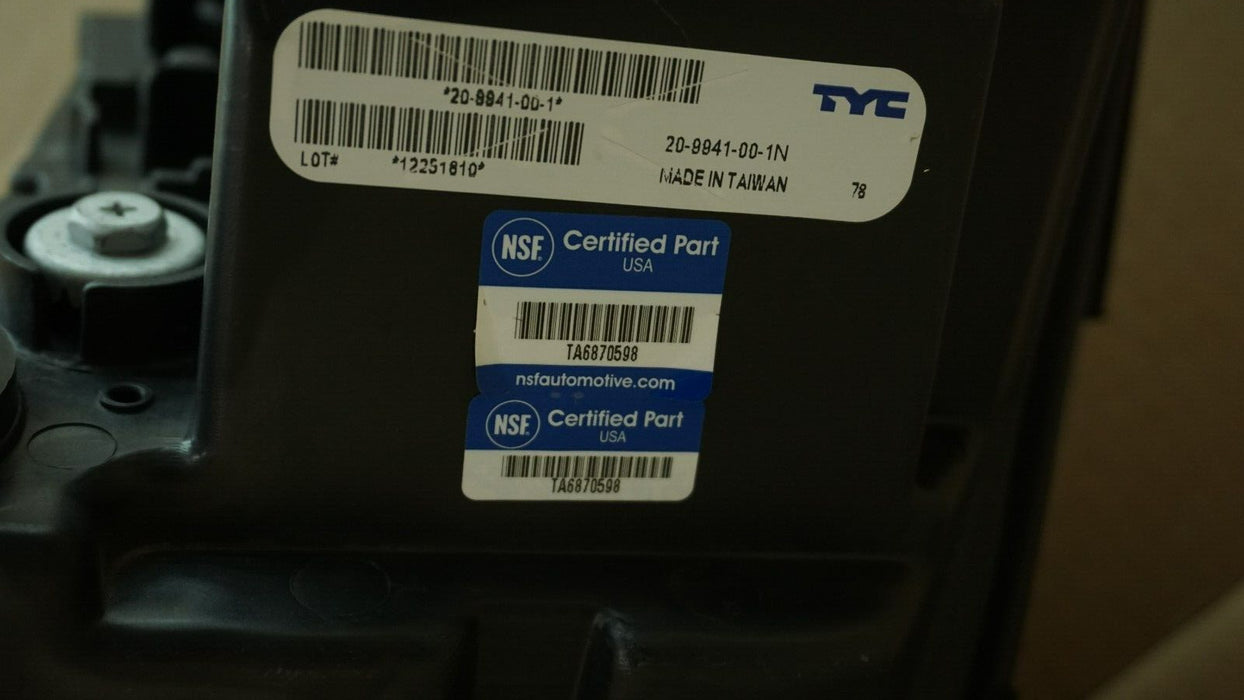 *20-9941-00-1*
TYC
LOT# *12251810*
20-9941-00-1N
MADE IN TAIWAN 78
NSF Certified Part
USA
TA6870598
nsfautomotive.com
NSF Certified Part
USA
TA6870598